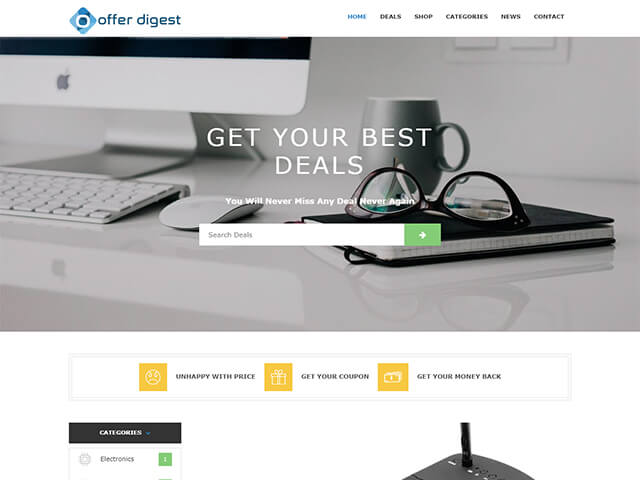 offer digest
HOME DEALS SHOP CATEGORIES NEWS CONTACT
GET YOUR BEST
DEALS
You Will Never Miss Any Deal Never Again
Search Deals
UNHAPPY WITH PRICE GET YOUR COUPON GET YOUR MONEY BACK
CATEGORIES
Electronics 1